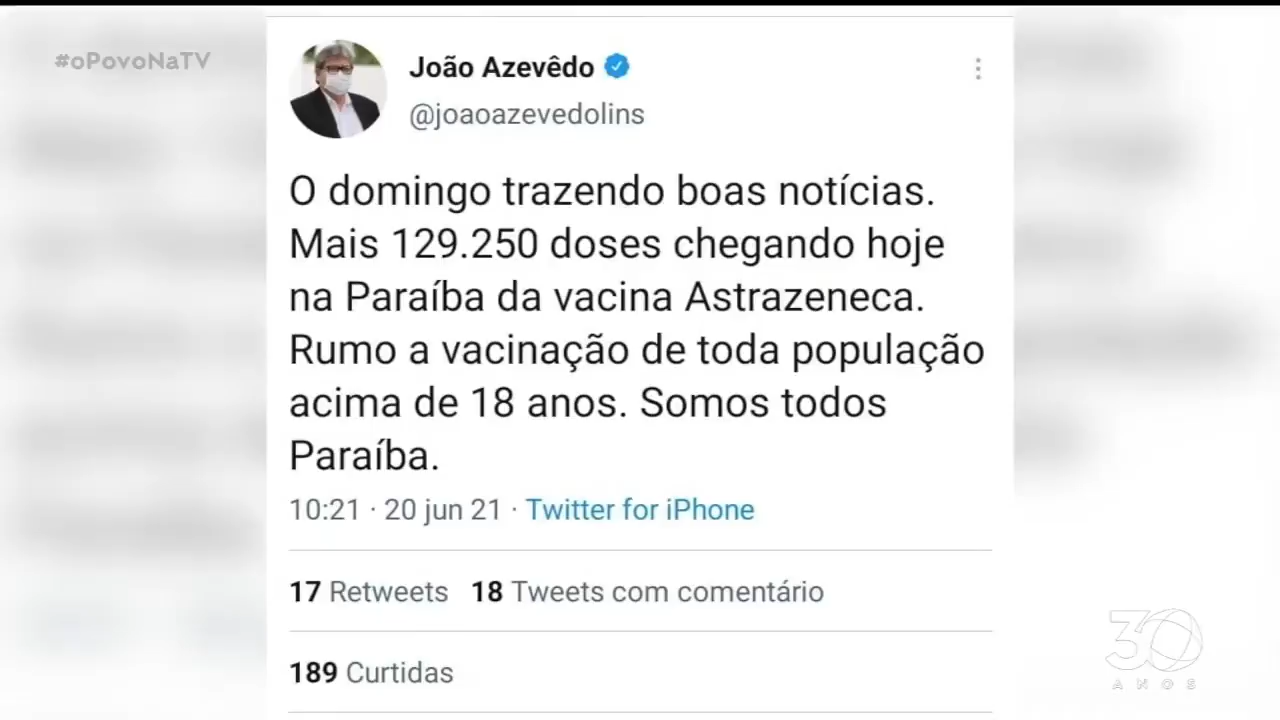 #oPovoNaTV
João Azevêdo
@joaoazevedolins
O domingo trazendo boas notícias.
Mais 129.250 doses chegando hoje
na Paraíba da vacina Astrazeneca.
Rumo a vacinação de toda população
acima de 18 anos. Somos todos
Paraíba.
10:21 · 20 jun 21 · Twitter for iPhone
17 Retweets 18 Tweets com comentário
189 Curtidas
30
ANOS